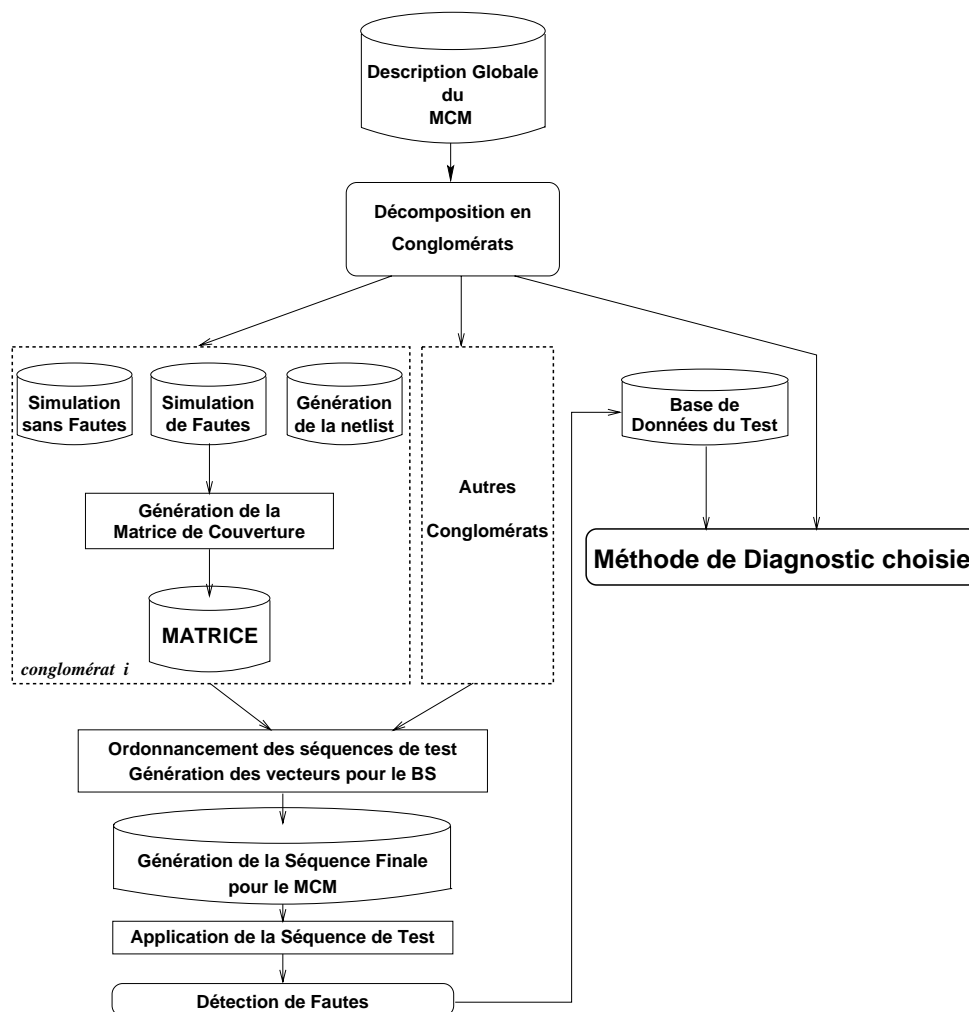 Description Globale
du
MCM
Décomposition en
Conglomérats
Simulation
sans Fautes
Simulation
de Fautes
Génération
de la netlist
Génération de la
Matrice de Couverture
MATRICE
conglomérat i
Autres
Conglomérats
Base de
Données du Test
Méthode de Diagnostic choisie
Ordonnancement des séquences de test
Génération des vecteurs pour le BS
Génération de la Séquence Finale
pour le MCM
Application de la Séquence de Test
Détection de Fautes